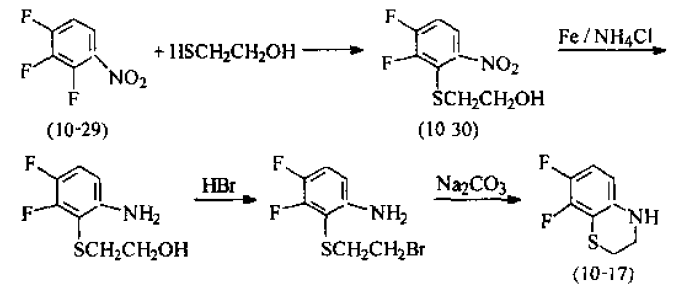 F
F
F
NO₂
(10-29)
+ HSCH₂CH₂OH
F
F
NO₂
SCH₂CH₂OH
(10 30)
Fe / NH₄Cl
F
F
NH₂
SCH₂CH₂OH
HBr
F
F
NH₂
SCH₂CH₂Br
Na₂CO₃
F
F
NH
S
(10-17)